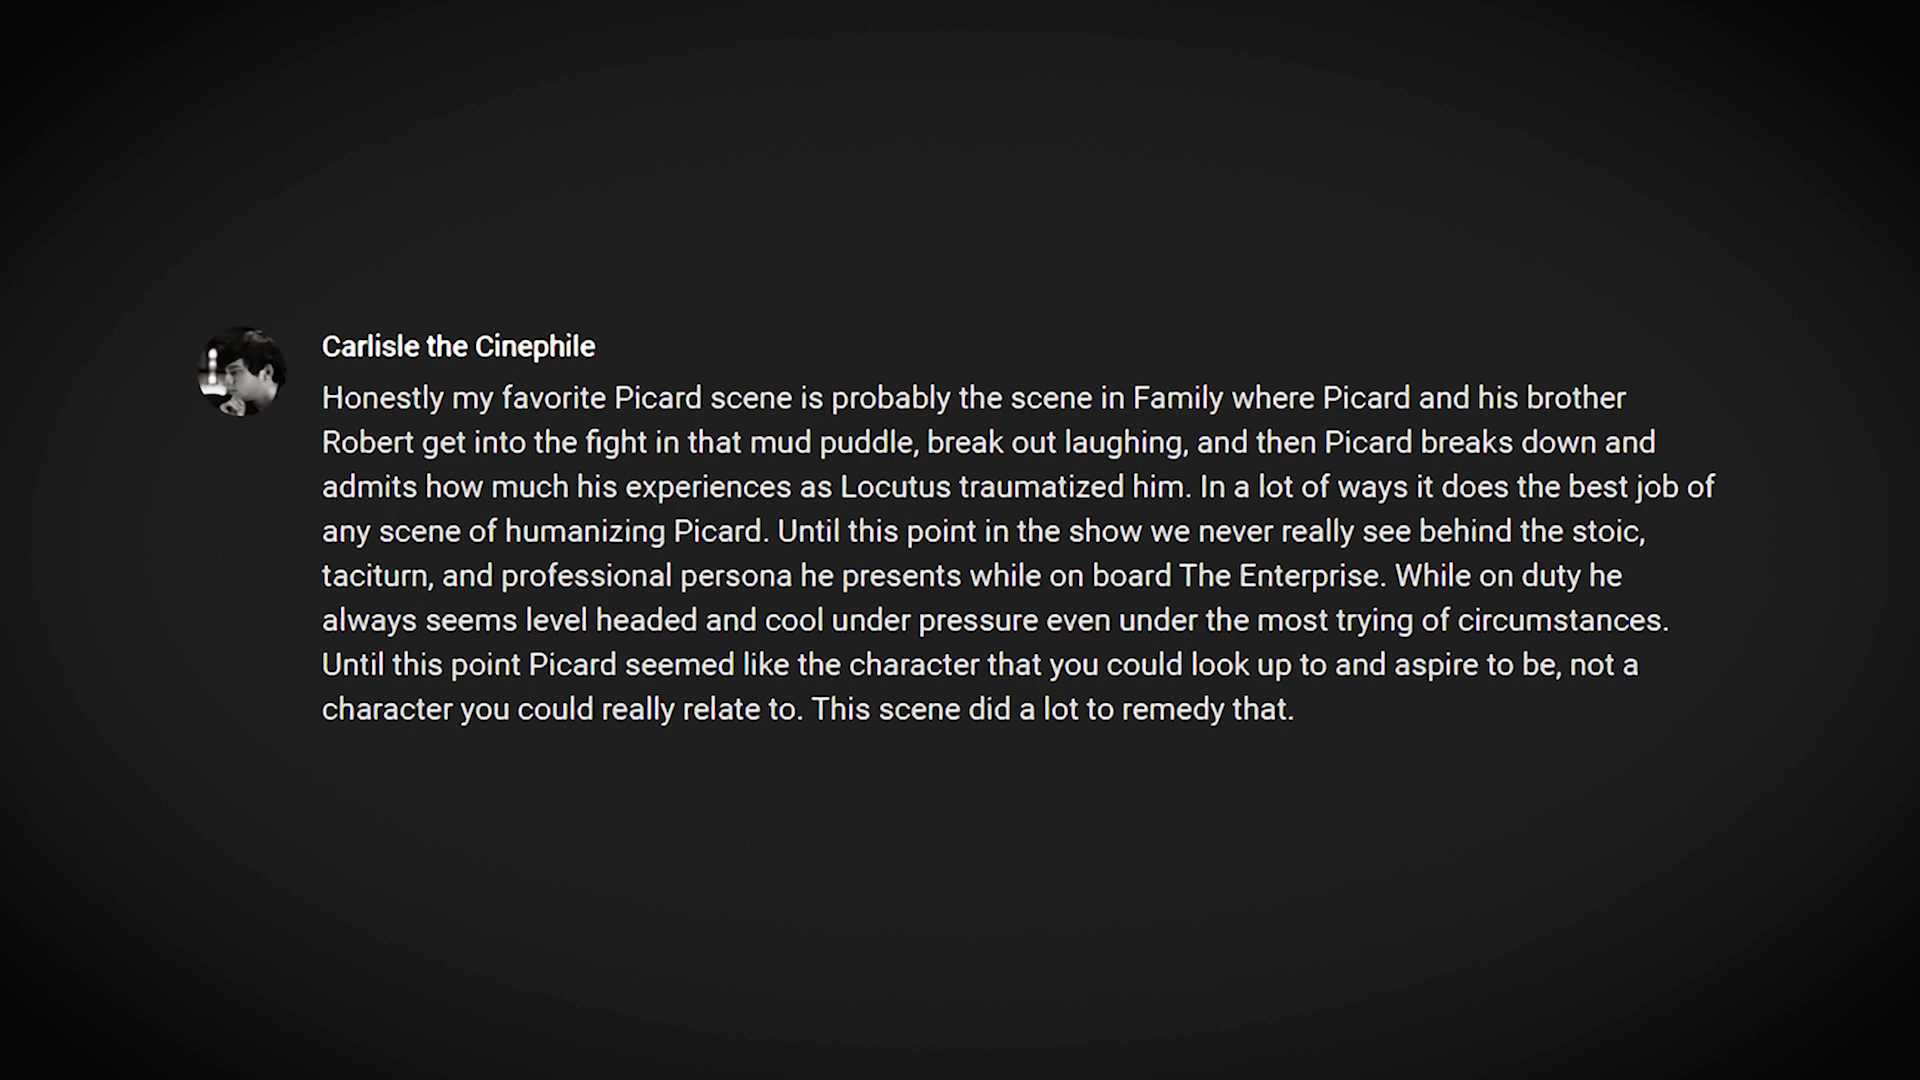 Carlisle the Cinephile
Honestly my favorite Picard scene is probably the scene in Family where Picard and his brother
Robert get into the fight in that mud puddle, break out laughing, and then Picard breaks down and
admits how much his experiences as Locutus traumatized him. In a lot of ways it does the best job of
any scene of humanizing Picard. Until this point in the show we never really see behind the stoic,
taciturn, and professional persona he presents while on board The Enterprise. While on duty he
always seems level headed and cool under pressure even under the most trying of circumstances.
Until this point Picard seemed like the character that you could look up to and aspire to be, not a
character you could really relate to. This scene did a lot to remedy that.